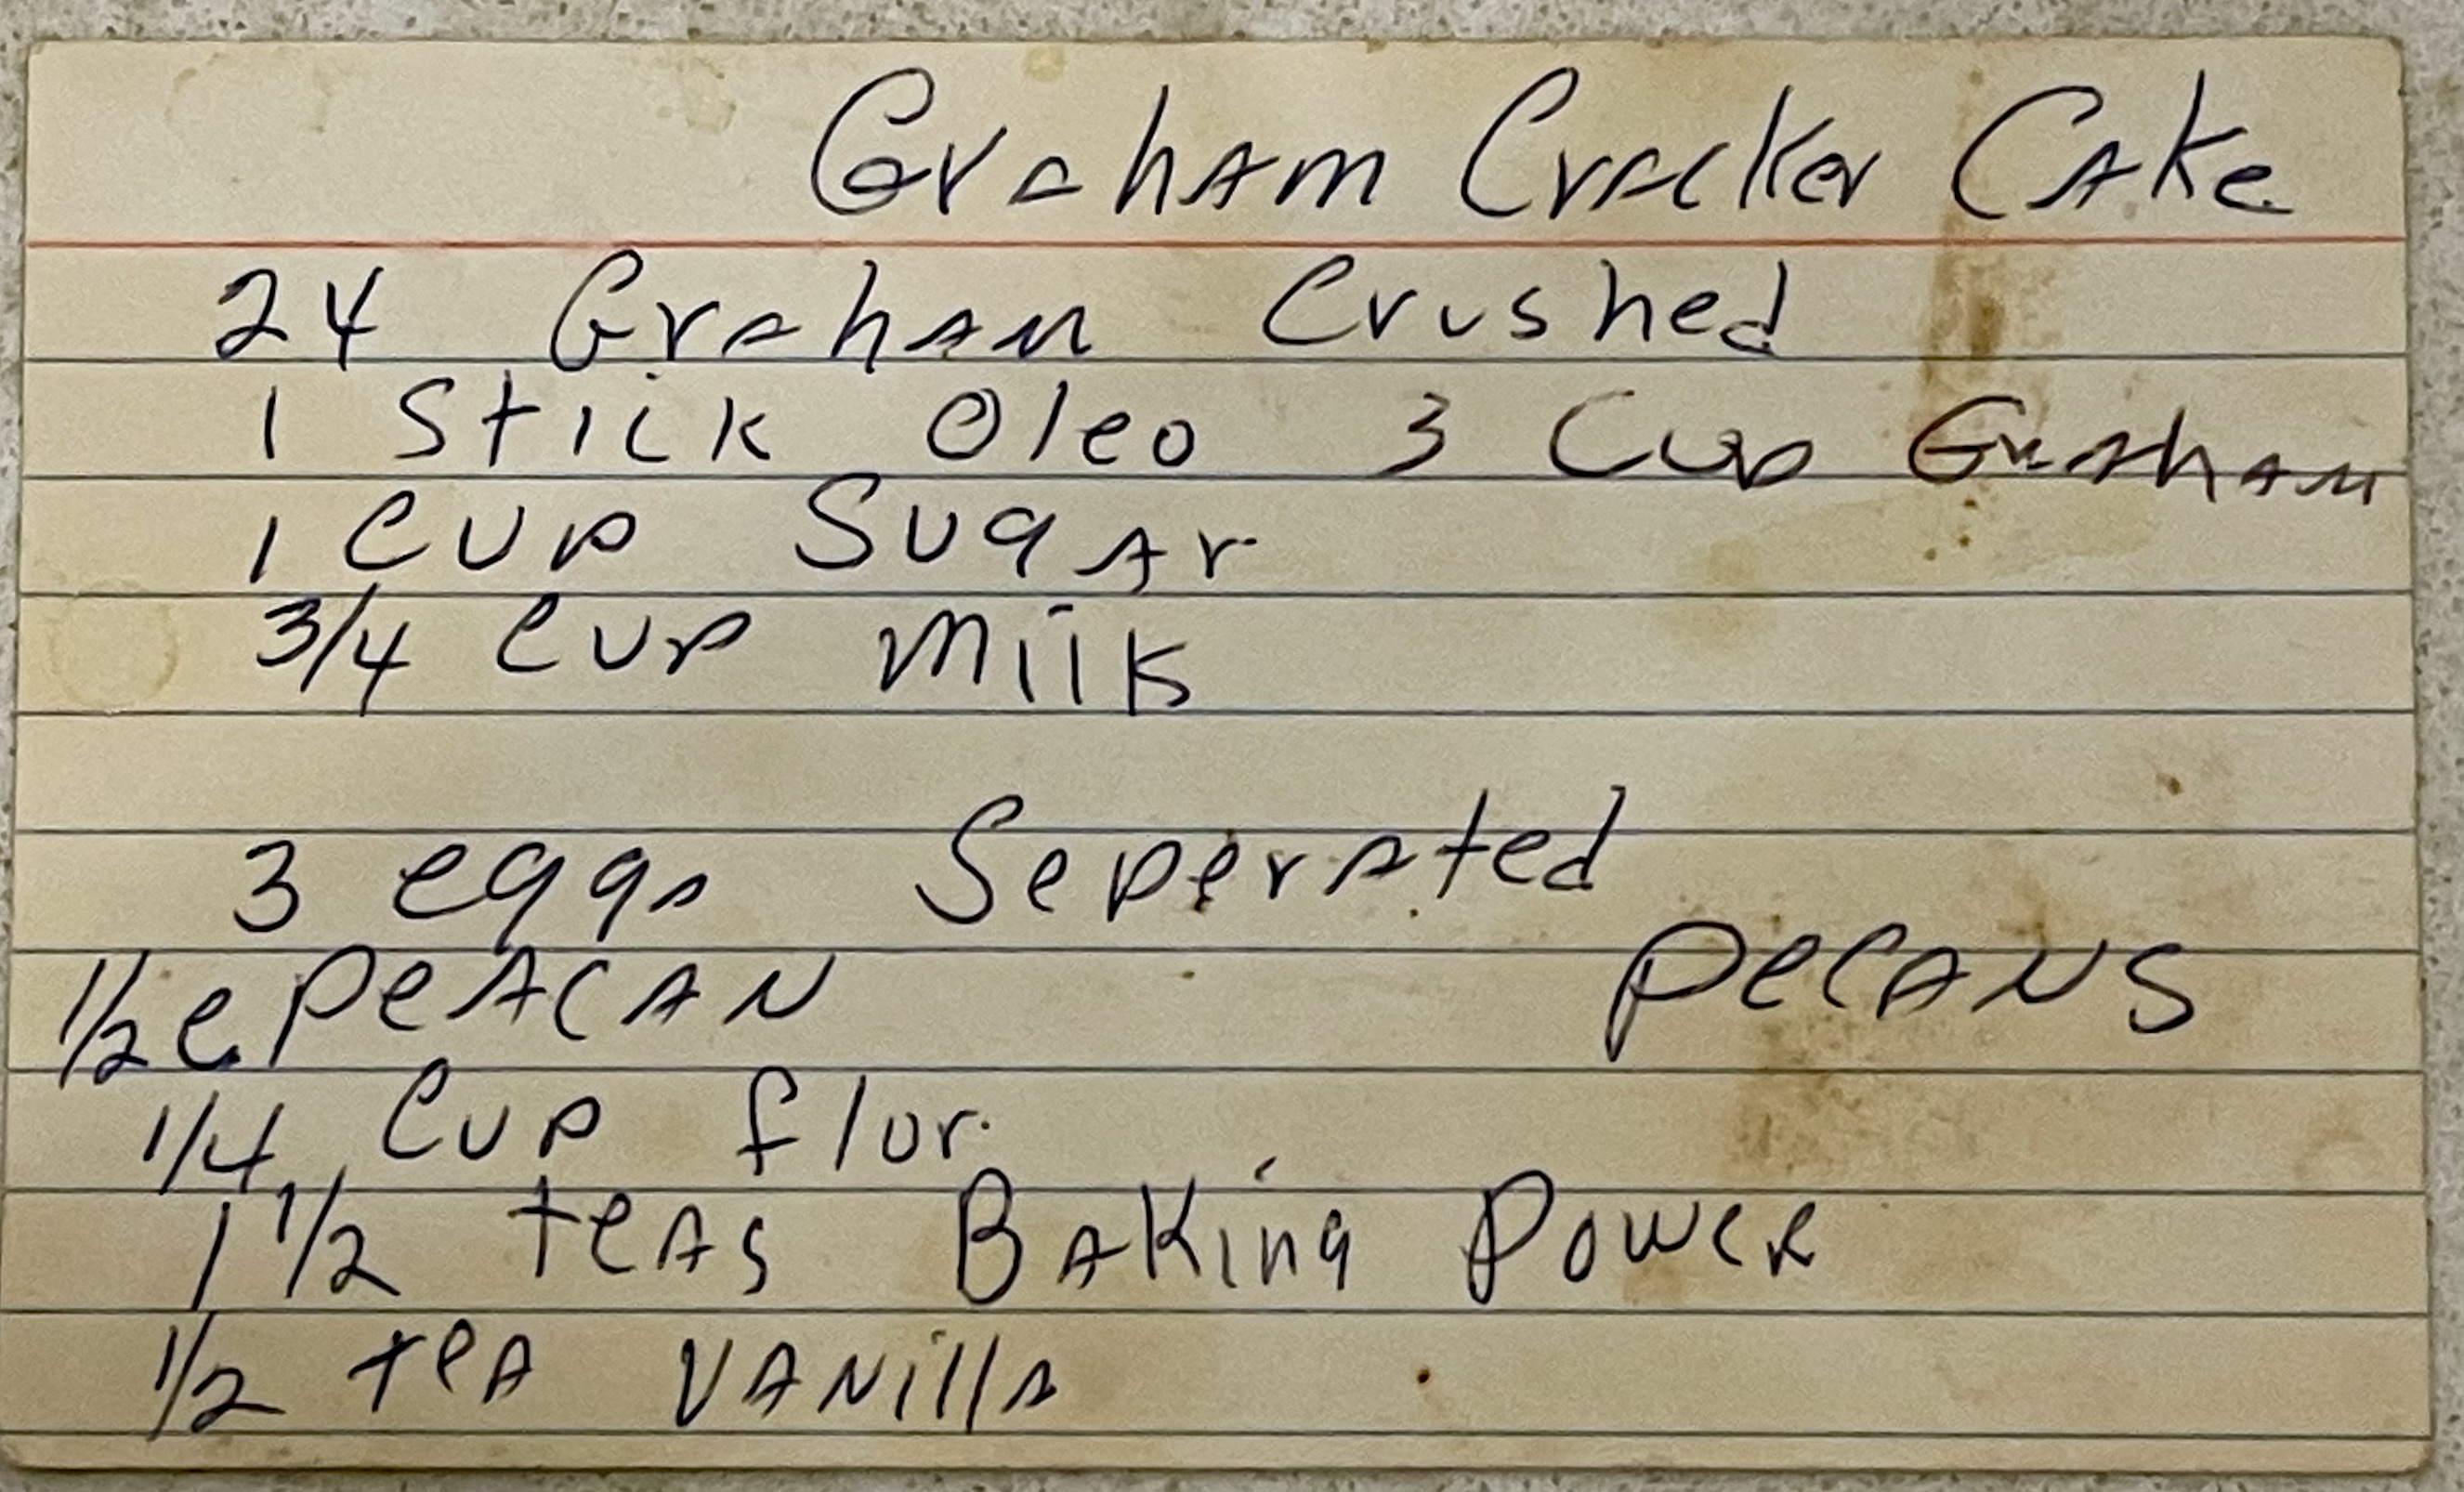 Graham Cracker Cake
24 Graham Crushed
1 Stick Oleo 3 Cup Graham
1 Cup Sugar
3/4 Cup Milk
3 eggs Seperated
1/2 c PeACAN PeCANS
1/4 Cup flur
1 1/2 teas Baking Power
1/2 tea Vanilla